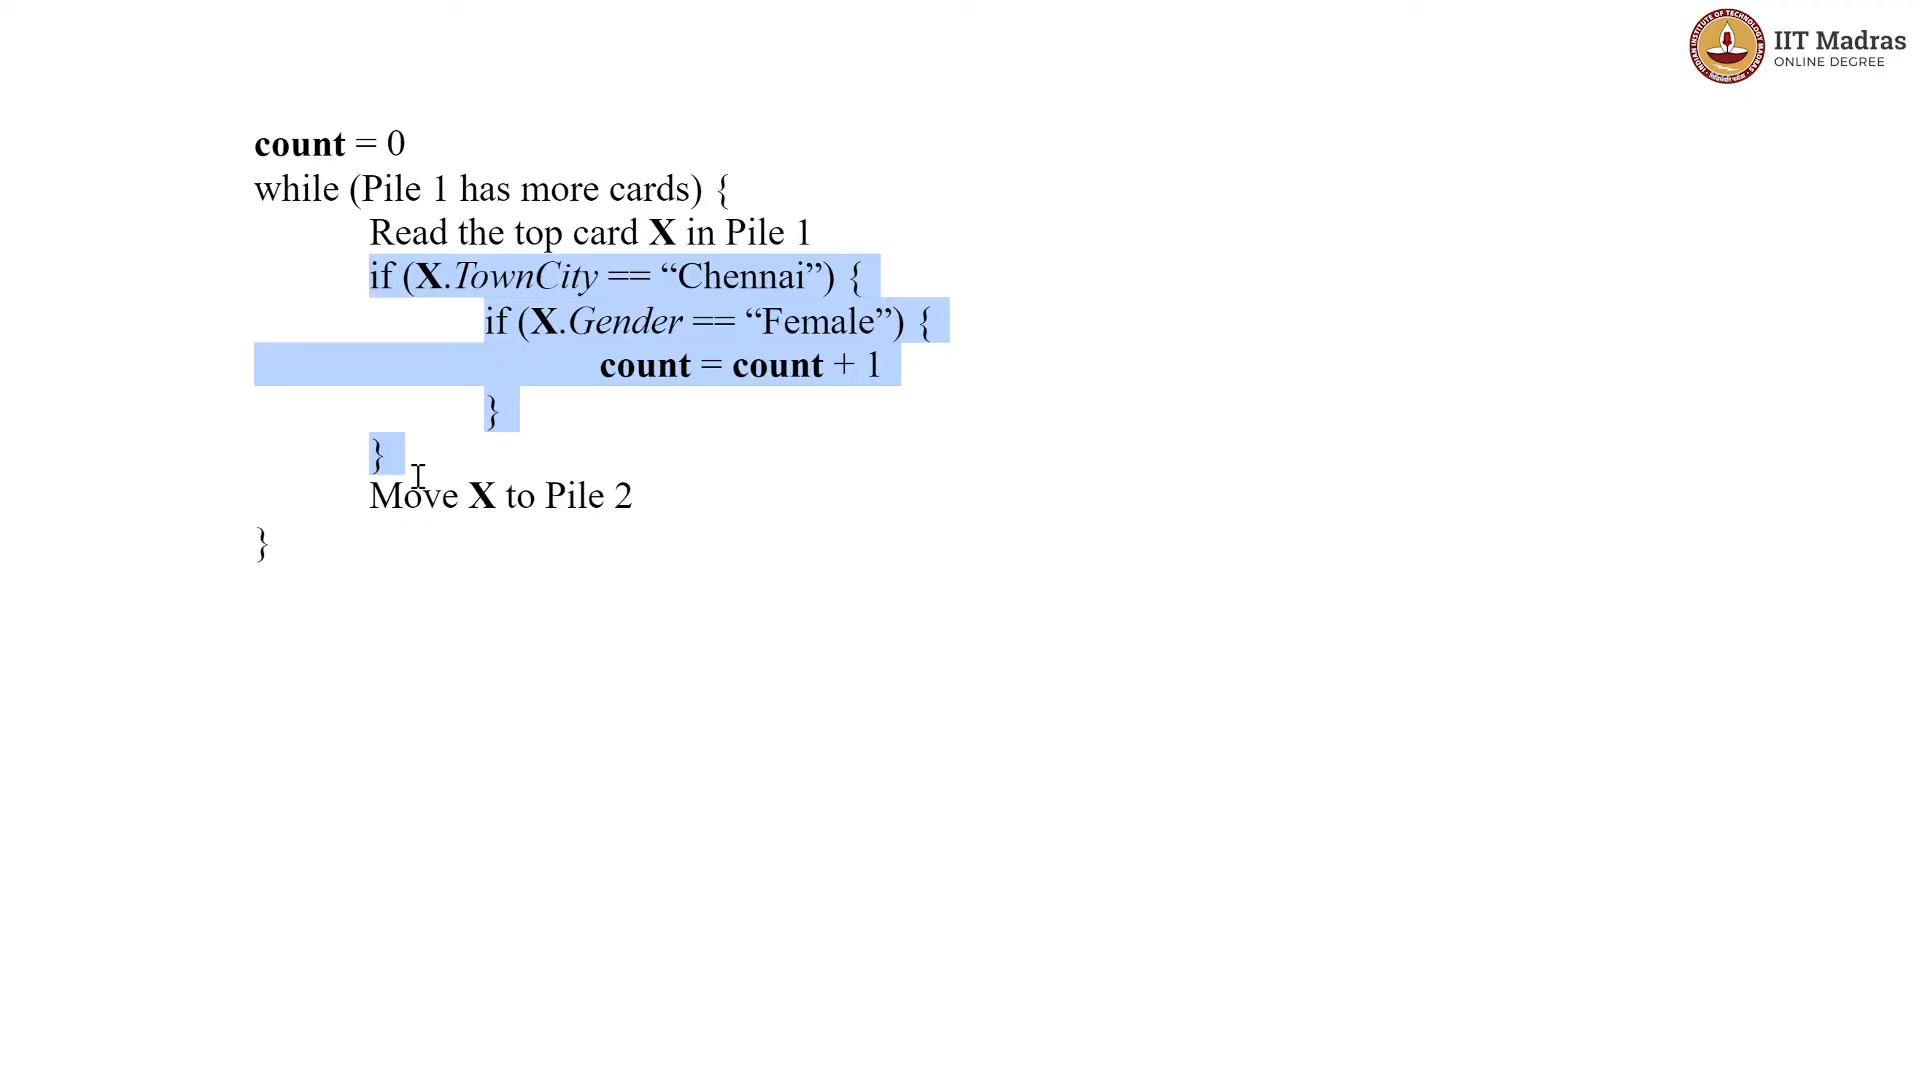 IIT Madras
ONLINE DEGREE
count = 0
while (Pile 1 has more cards) {
Read the top card X in Pile 1
if (X.TownCity == “Chennai”) {
if (X.Gender == “Female”) {
count = count + 1
}
}
Move X to Pile 2
}